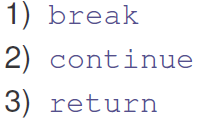 1) break
2) continue
3) return